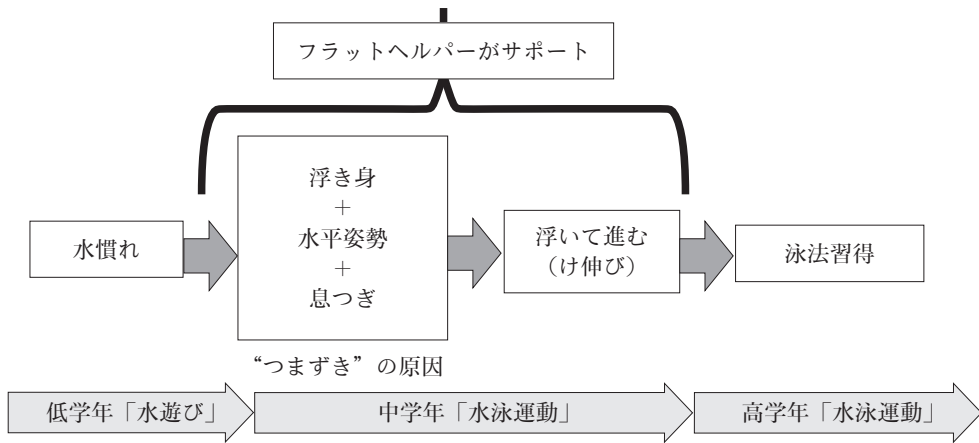 フラットヘルパーがサポート
水慣れ
浮き身
＋
水平姿勢
＋
息つぎ
浮いて進む
（け伸び）
泳法習得
“つまずき”の原因
低学年「水遊び」
中学年「水泳運動」
高学年「水泳運動」